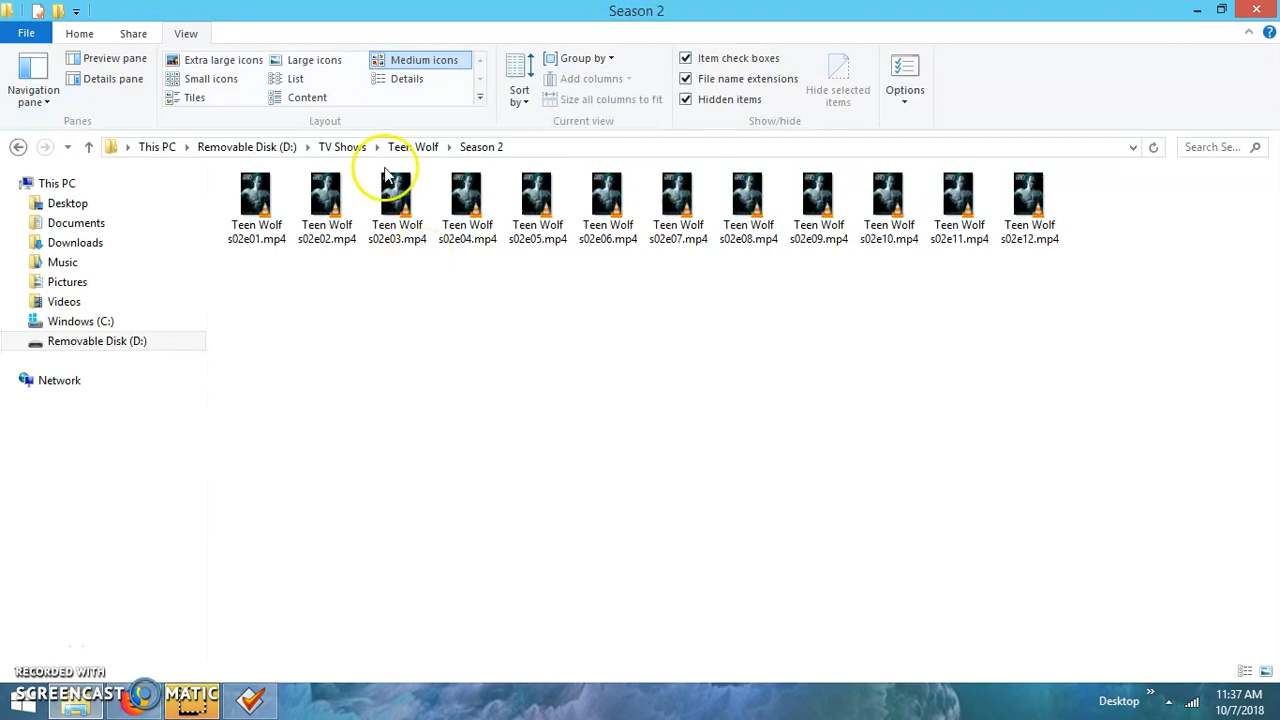 Season 2
File Home Share View
Preview pane
Details pane
Navigation pane
Panes
Extra large icons Large icons Medium icons
Small icons List Details
Tiles Content
Layout
Sort by
Group by
Add columns
Size all columns to fit
Current view
Item check boxes
File name extensions
Hidden items
Hide selected items
Show/hide
Options
This PC Removable Disk (D:) TV Shows Teen Wolf Season 2
Search Se...
This PC
Desktop
Documents
Downloads
Music
Pictures
Videos
Windows (C:)
Removable Disk (D:)
Network
Teen Wolf s02e01.mp4
Teen Wolf s02e02.mp4
Teen Wolf s02e03.mp4
Teen Wolf s02e04.mp4
Teen Wolf s02e05.mp4
Teen Wolf s02e06.mp4
Teen Wolf s02e07.mp4
Teen Wolf s02e08.mp4
Teen Wolf s02e09.mp4
Teen Wolf s02e10.mp4
Teen Wolf s02e11.mp4
Teen Wolf s02e12.mp4
RECORDED WITH
SCREENCAST MATIC
Desktop
11:37 AM
10/7/2018